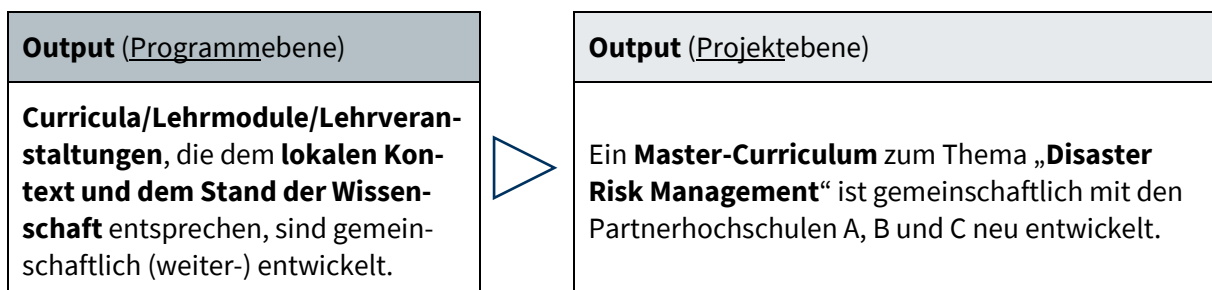 Output (Programmebene)
Curricula/Lehrmodule/Lehrveran-
staltungen, die dem lokalen Kon-
text und dem Stand der Wissen-
schaft entsprechen, sind gemein-
schaftlich (weiter-) entwickelt.
Output (Projektebene)
Ein Master-Curriculum zum Thema „Disaster
Risk Management“ ist gemeinschaftlich mit den
Partnerhochschulen A, B und C neu entwickelt.